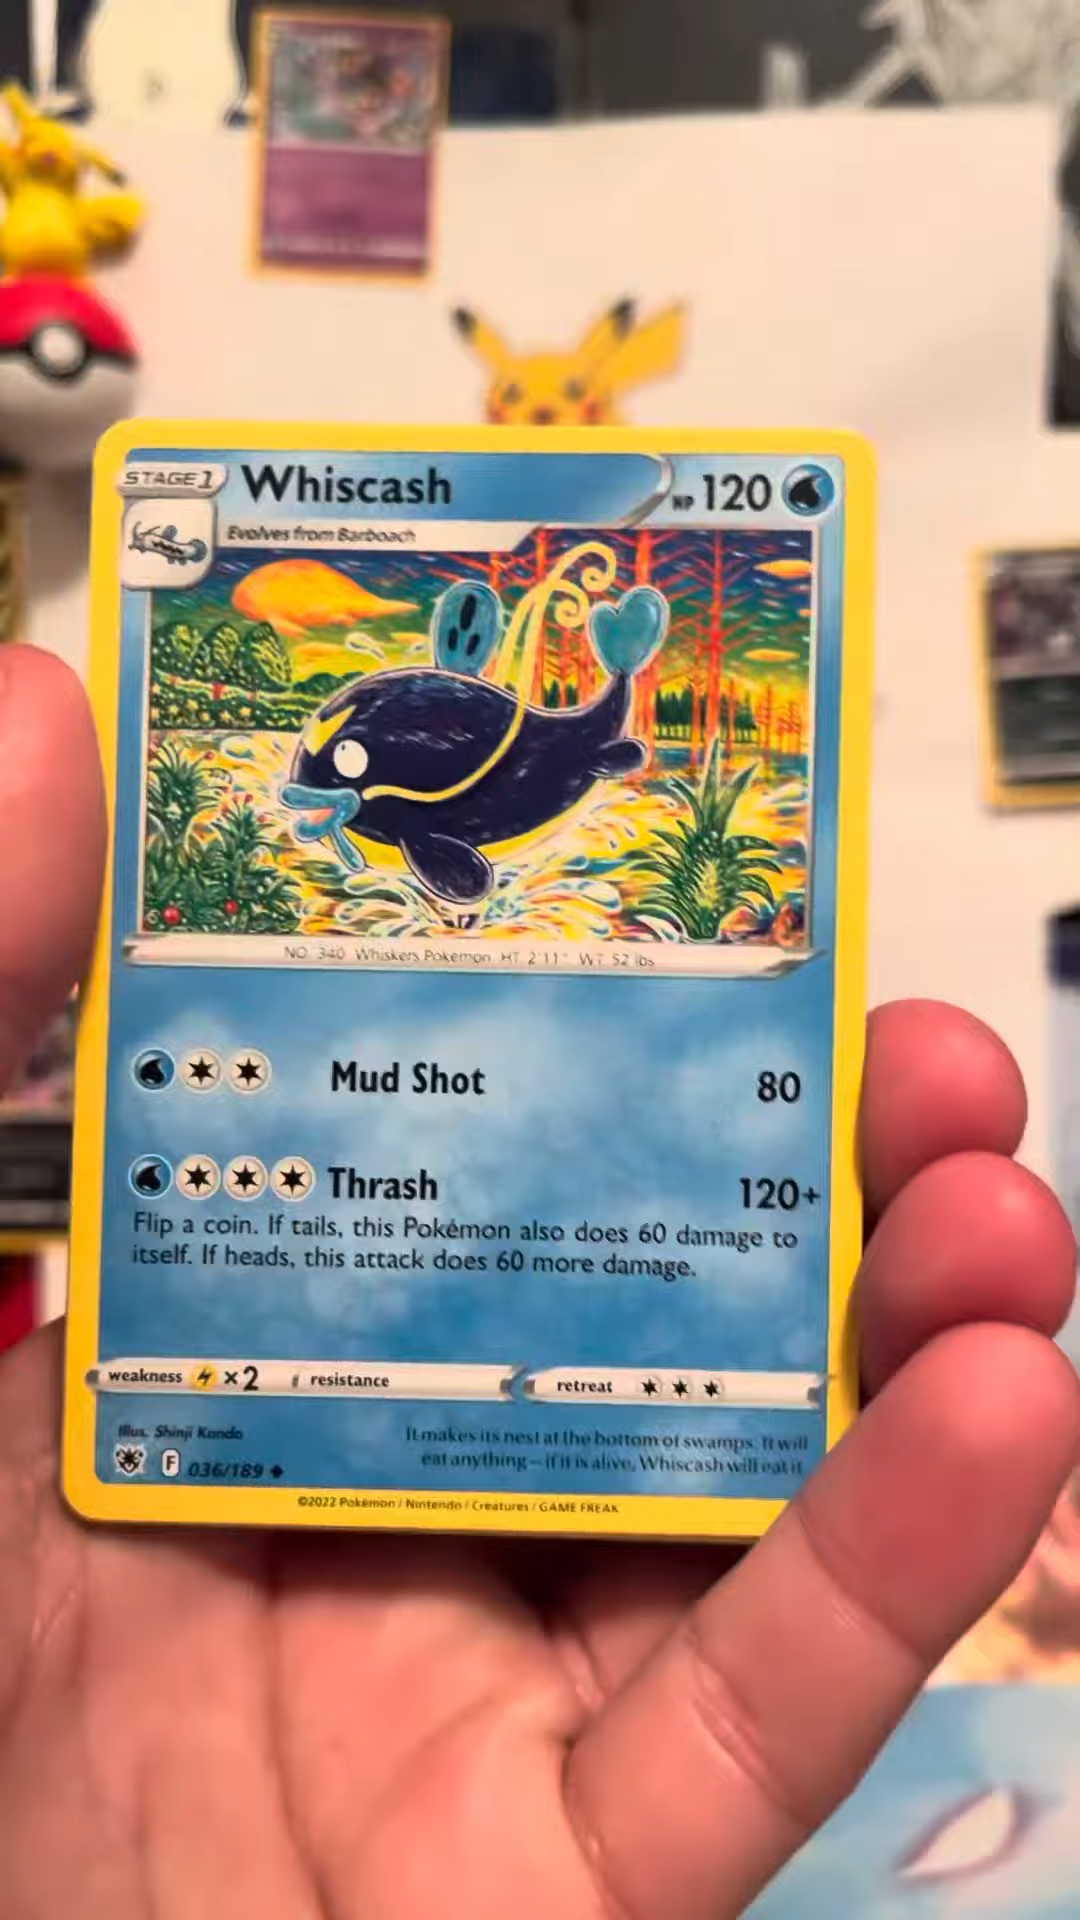 STAGE 1 Whiscash HP 120
Evolves from Barboach
NO. 340 Whiskers Pokémon HT 2'11" WT 52 lbs
Mud Shot 80
Thrash 120+
Flip a coin. If tails, this Pokémon also does 60 damage to
itself. If heads, this attack does 60 more damage.
weakness ×2 resistance retreat
Illus. Shinji Kanda
It makes its nest at the bottom of swamps. It will
eat anything – if it is alive, Whiscash will eat it.
F 036/189
©2022 Pokémon / Nintendo / Creatures / GAME FREAK